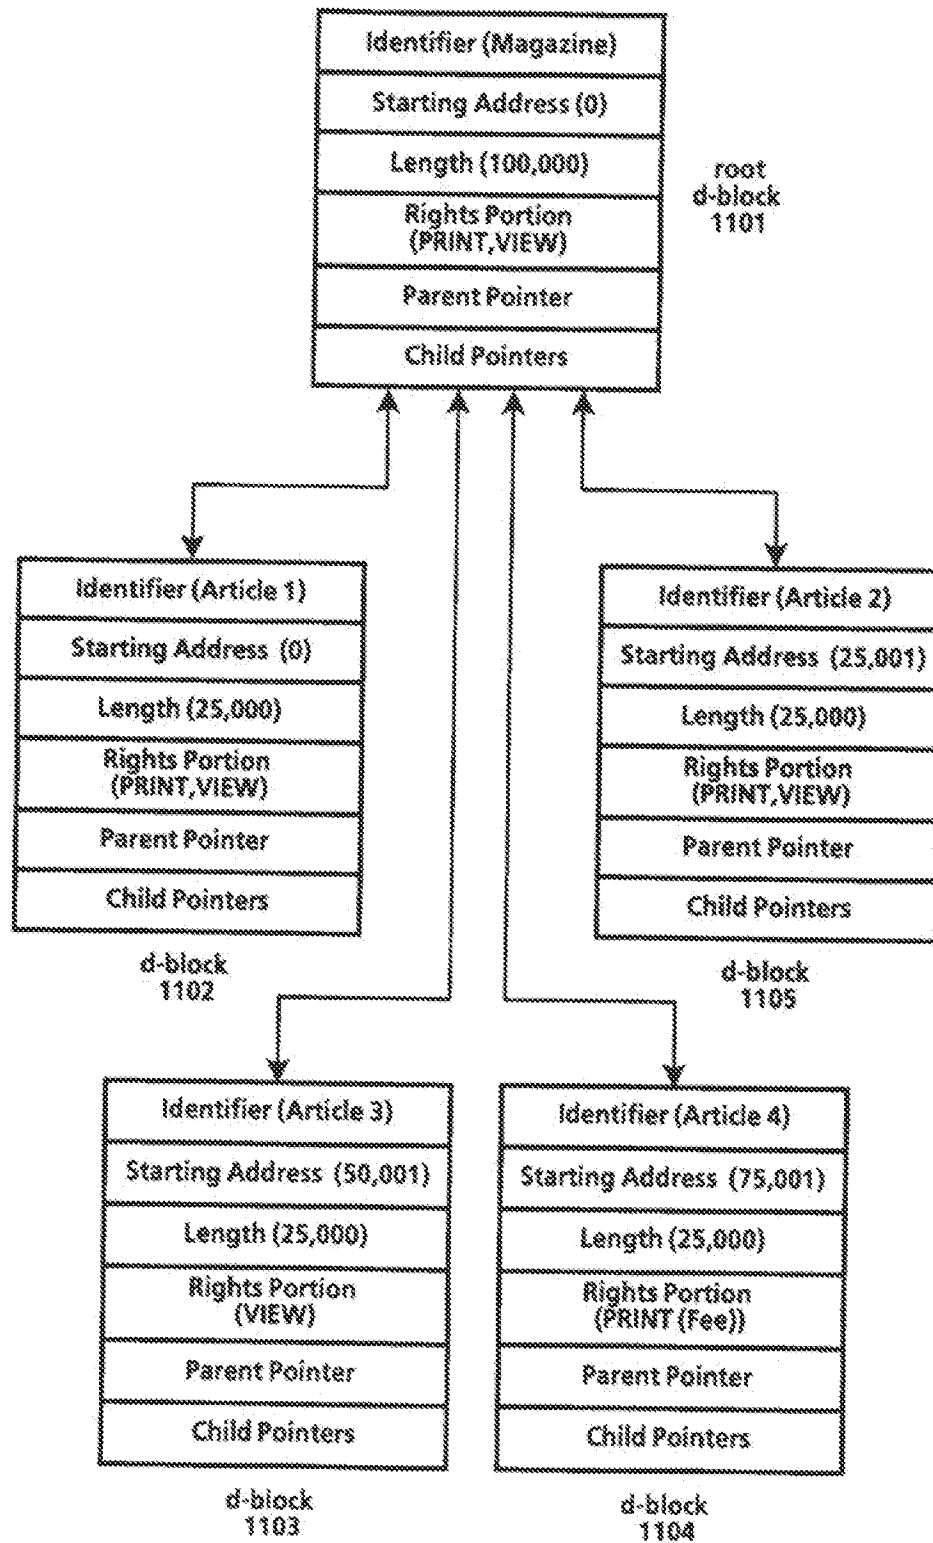 Identifier (Magazine)
Starting Address (0)
Length (100,000)
Rights Portion
(PRINT,VIEW)
Parent Pointer
Child Pointers
root
d-block
1101
Identifier (Article 1)
Starting Address (0)
Length (25,000)
Rights Portion
(PRINT,VIEW)
Parent Pointer
Child Pointers
d-block
1102
Identifier (Article 2)
Starting Address (25,001)
Length (25,000)
Rights Portion
(PRINT,VIEW)
Parent Pointer
Child Pointers
d-block
1105
Identifier (Article 3)
Starting Address (50,001)
Length (25,000)
Rights Portion
(VIEW)
Parent Pointer
Child Pointers
d-block
1103
Identifier (Article 4)
Starting Address (75,001)
Length (25,000)
Rights Portion
(PRINT (Fee))
Parent Pointer
Child Pointers
d-block
1104